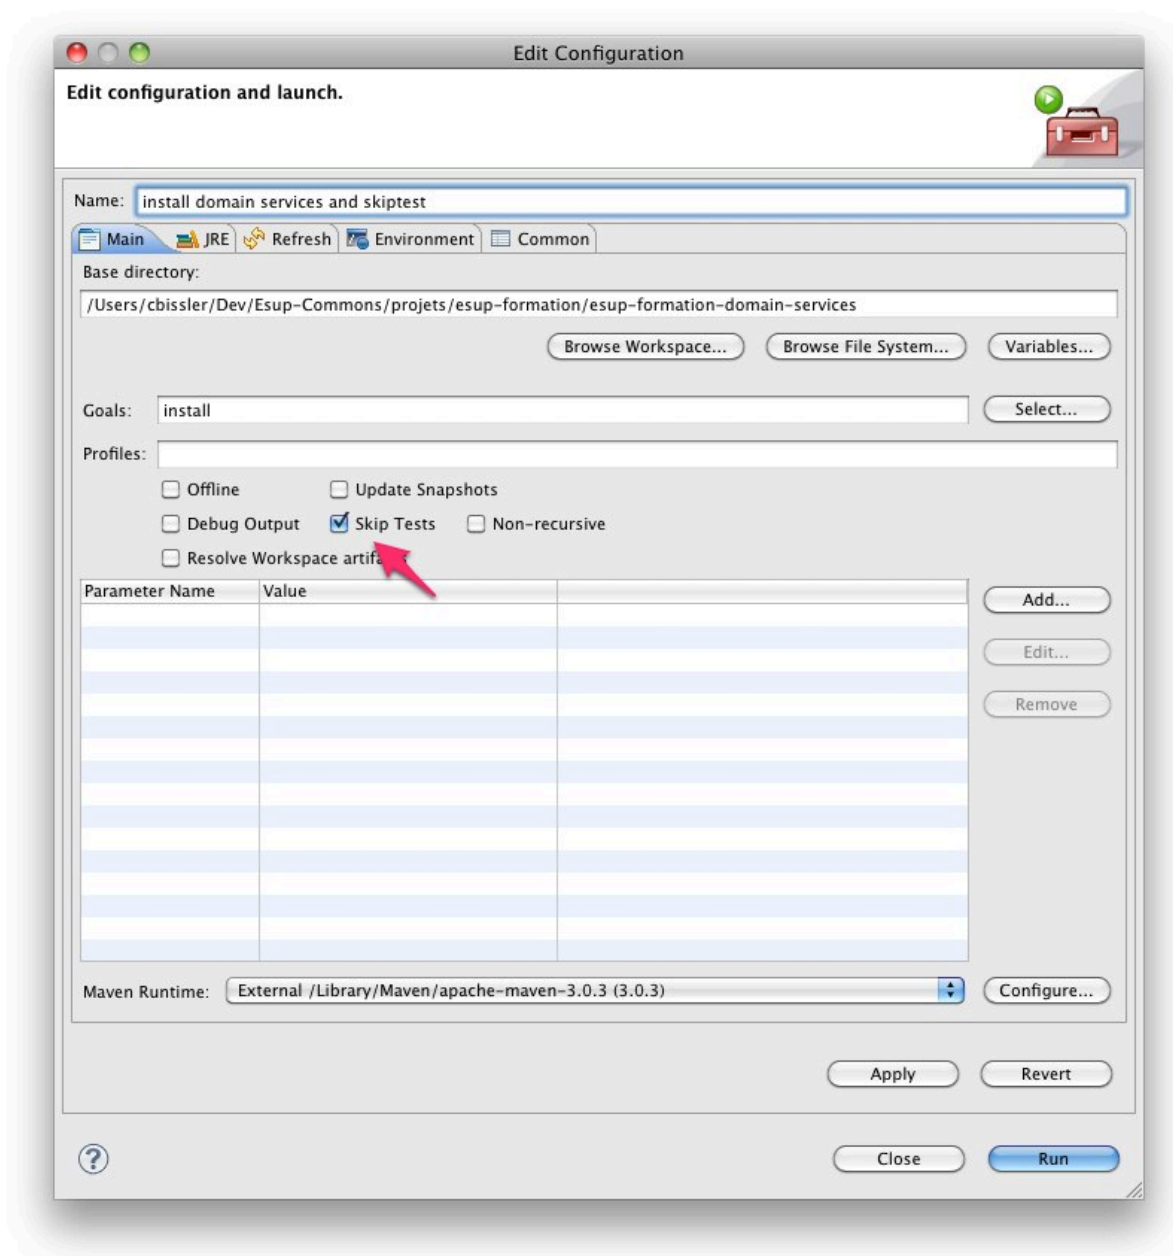 Edit Configuration
Edit configuration and launch.
Name: install domain services and skiptest
Main JRE Refresh Environment Common
Base directory:
/Users/cbissler/Dev/Esup-Commons/projets/esup-formation/esup-formation-domain-services
Browse Workspace... Browse File System... Variables...
Goals: install Select...
Profiles:
Offline Update Snapshots
Debug Output Skip Tests Non-recursive
Resolve Workspace
Parameter Name Value
Add...
Edit...
Remove
Maven Runtime: External /Library/Maven/apache-maven-3.0.3 (3.0.3) Configure...
Apply Revert
? Close Run